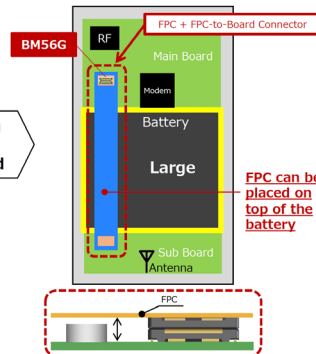 FPC + FPC-to-Board Connector
BM56G
RF
Main Board
Modem
Battery
Large
d
FPC can be
placed on
top of the
battery
Sub Board
Antenna
FPC